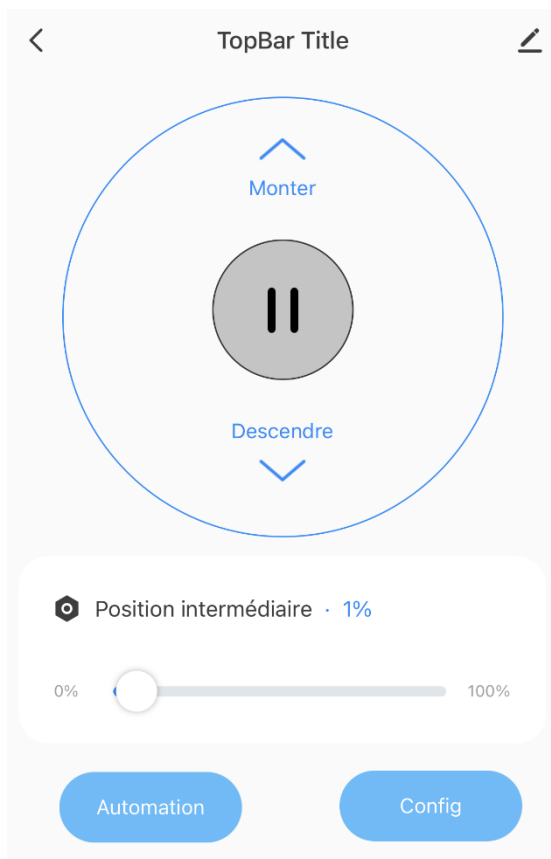 TopBar Title
Monter
Descendre
Position intermédiaire · 1%
0% 100%
Automation Config